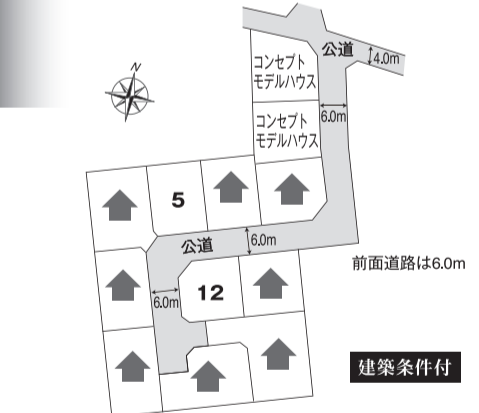 N
公道
4.0m
コンセプト
モデルハウス
6.0m
コンセプト
モデルハウス
5
公道
6.0m
前面道路は6.0m
6.0m
12
建築条件付